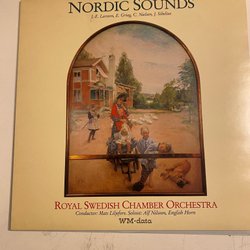 NORDIC SOUNDS
L.-E. Larsson, E. Grieg, C. Nielsen, J. Sibelius
ROYAL SWEDISH CHAMBER ORCHESTRA
Conductor: Mats Liljefors. Soloist: Alf Nilsson, English Horn
WM-data